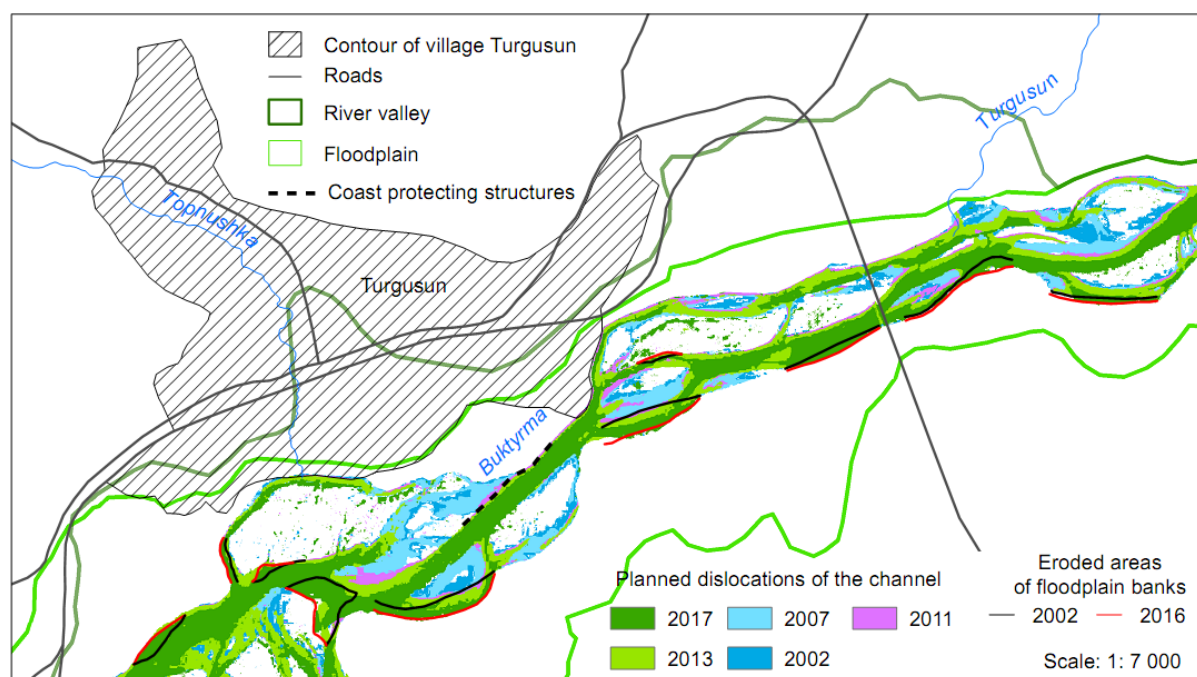 Contour of village Turgusun
Roads
River valley
Floodplain
Coast protecting structures
Turgusun
Topnushka
Turgusun
Buktyrma
Planned dislocations of the channel
2017
2007
2011
2013
2002
Eroded areas
of floodplain banks
2002
2016
Scale: 1: 7 000